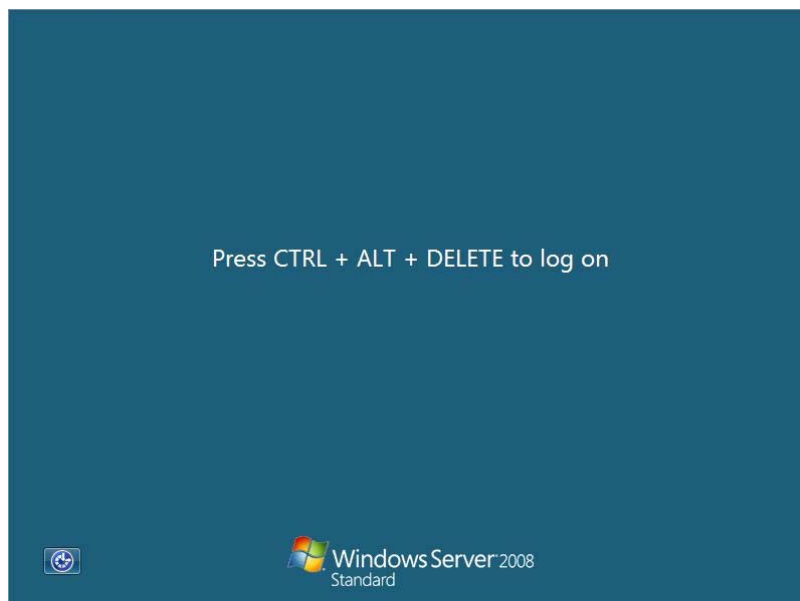 Press CTRL + ALT + DELETE to log on
Windows Server 2008
Standard